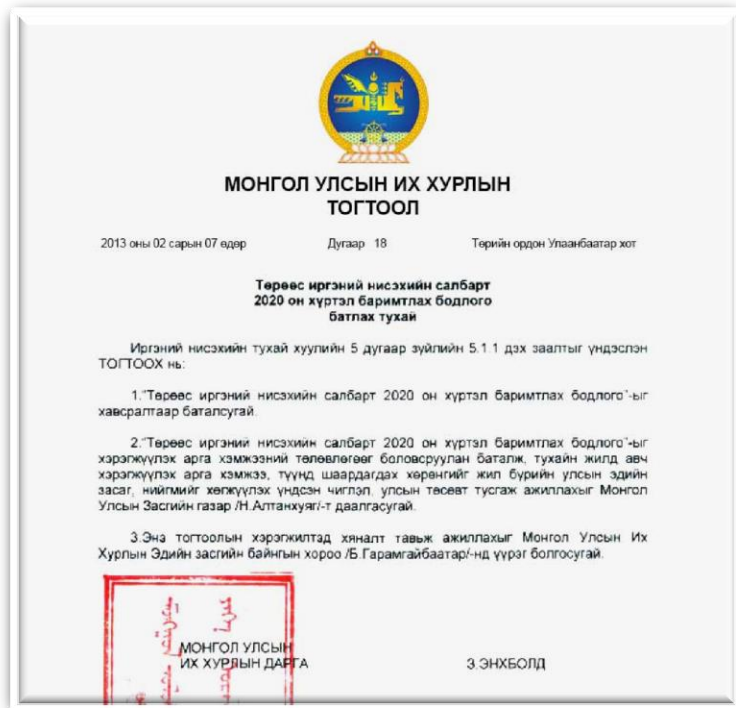 МОНГОЛ УЛСЫН ИХ ХУРЛЫН
ТОГТООЛ
2013 оны 02 сарын 07 өдөр Дугаар 18 Төрийн ордон Улаанбаатар хот
Төрөөс иргэний нисэхийн салбарт
2020 он хүртэл баримтлах бодлого
батлах тухай
Иргэний нисэхийн тухай хуулийн 5 дугаар зүйлийн 5.1.1 дэх заалтыг үндэслэн
ТОГТООХ нь:
1."Төрөөс иргэний нисэхийн салбарт 2020 он хүртэл баримтлах бодлого"-ыг
хавсралтаар баталсугай.
2."Төрөөс иргэний нисэхийн салбарт 2020 он хүртэл баримтлах бодлого"-ыг
хэрэгжүүлэх арга хэмжээний төлөвлөгөөг боловсруулан баталж, тухайн жилд авч
хэрэгжүүлэх арга хэмжээ, түүнд шаардагдах хөрөнгийг жил бүрийн улсын эдийн
засаг, нийгмийг хөгжүүлэх үндсэн чиглэл, улсын төсөвт тусгаж ажиллахыг Монгол
Улсын Засгийн газар /Н.Алтанхуяг/-т даалгасугай.
3.Энэ тогтоолын хэрэгжилтэд хяналт тавьж ажиллахыг Монгол Улсын Их
Хурлын Эдийн засгийн байнгын хороо /Б.Гарамгайбаатар/-нд үүрэг болгосугай.
МОНГОЛ УЛСЫН
ИХ ХУРЛЫН ДАРГА З.ЭНХБОЛД